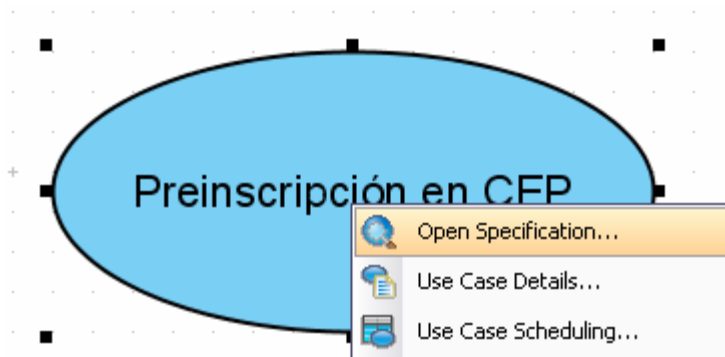 Preinscripción en CEP
Open Specification...
Use Case Details...
Use Case Scheduling...